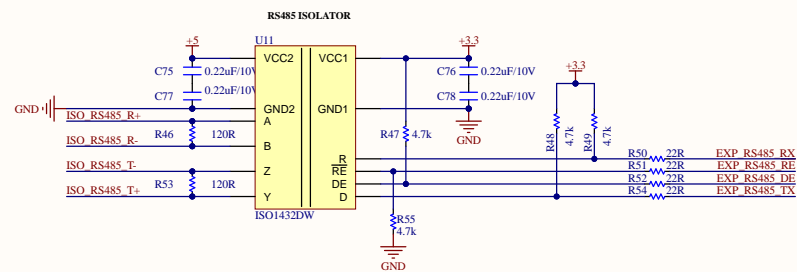 RS485 ISOLATOR
+5
U11
+3.3
VCC2
VCC1
C75
0.22uF/10V
C76
0.22uF/10V
+3.3
C77
0.22uF/10V
C78
0.22uF/10V
GND
GND2
GND1
ISO_RS485_R+
A
R46
120R
R47
4.7k
GND
R48
4.7k
R49
4.7k
ISO_RS485_R-
B
R
R50
22R
EXP_RS485_RX
ISO_RS485_T-
Z
RE
R51
22R
EXP_RS485_RE
R53
120R
DE
R52
22R
EXP_RS485_DE
ISO_RS485_T+
Y
D
R54
22R
EXP_RS485_TX
ISO1432DW
R55
4.7k
GND